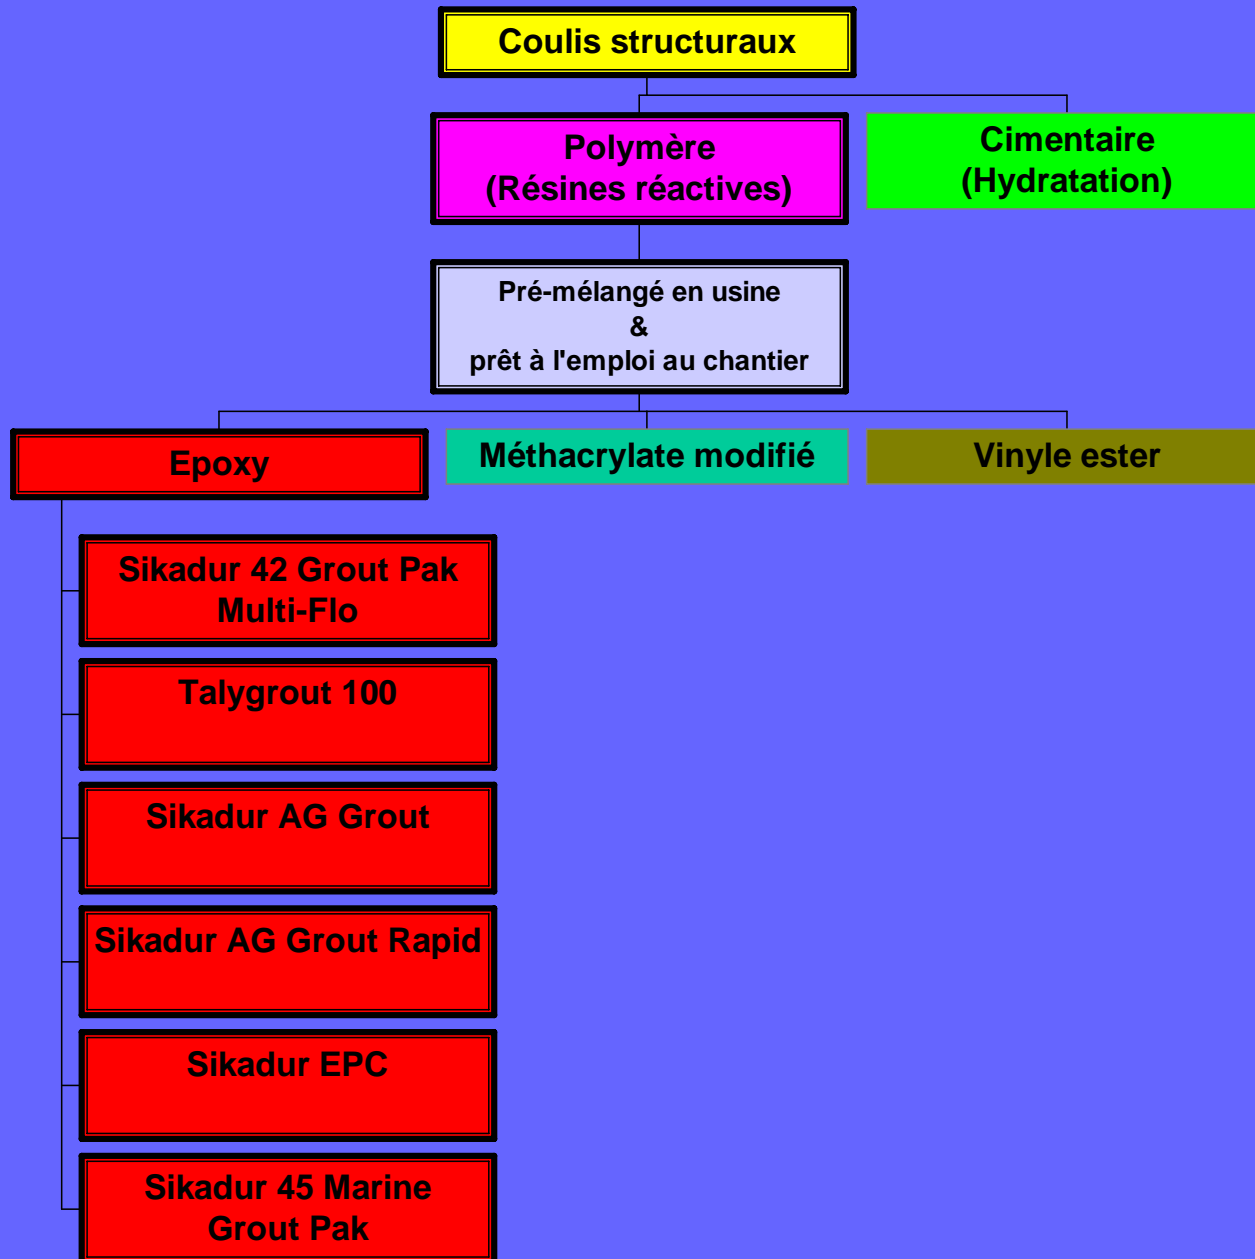 Coulis structuraux
Polymère
(Résines réactives)
Cimentaire
(Hydratation)
Pré-mélangé en usine
&
prêt à l'emploi au chantier
Epoxy
Méthacrylate modifié
Vinyle ester
Sikadur 42 Grout Pak
Multi-Flo
Talygrout 100
Sikadur AG Grout
Sikadur AG Grout Rapid
Sikadur EPC
Sikadur 45 Marine
Grout Pak